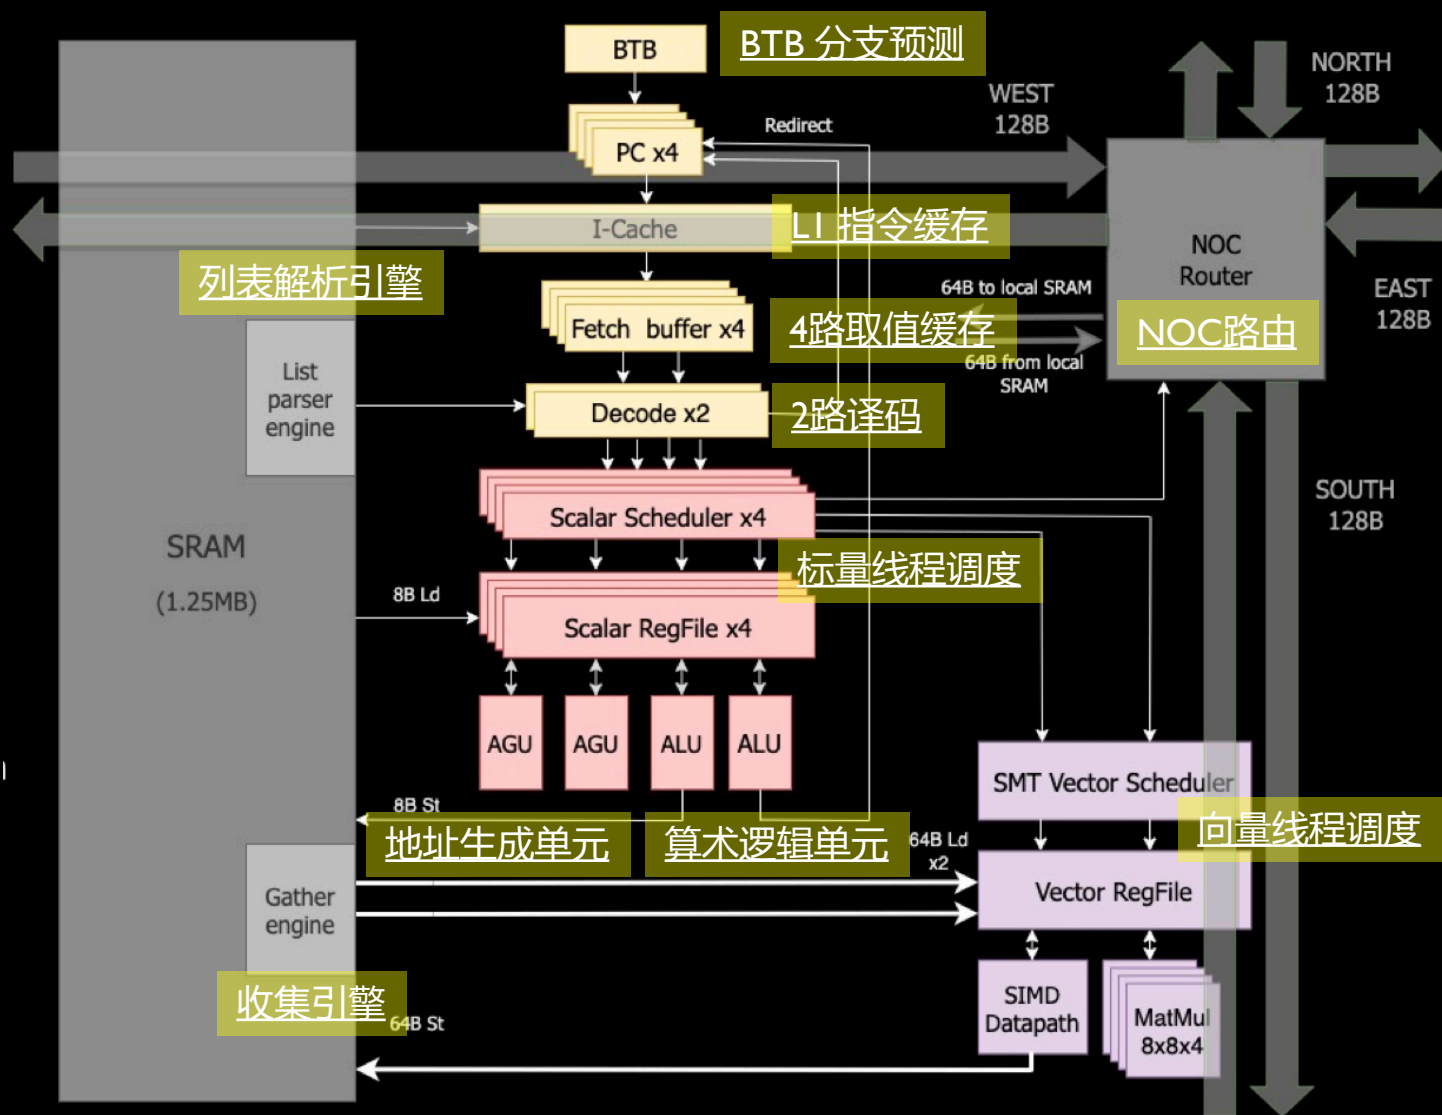 BTB
BTB 分支预测
NORTH
128B
WEST
128B
Redirect
PC x4
I-Cache
L1 指令缓存
NOC
Router
列表解析引擎
64B to local SRAM
EAST
128B
Fetch buffer x4
4路取值缓存
NOC路由
64B from local
SRAM
List
parser
engine
Decode x2
2路译码
SOUTH
128B
Scalar Scheduler x4
SRAM
(1.25MB)
标量线程调度
8B Ld
Scalar RegFile x4
AGU
AGU
ALU
ALU
SMT Vector Scheduler
8B St
地址生成单元
算术逻辑单元
向量线程调度
64B Ld
x2
Gather
engine
Vector RegFile
收集引擎
64B St
SIMD
Datapath
MatMul
8x8x4